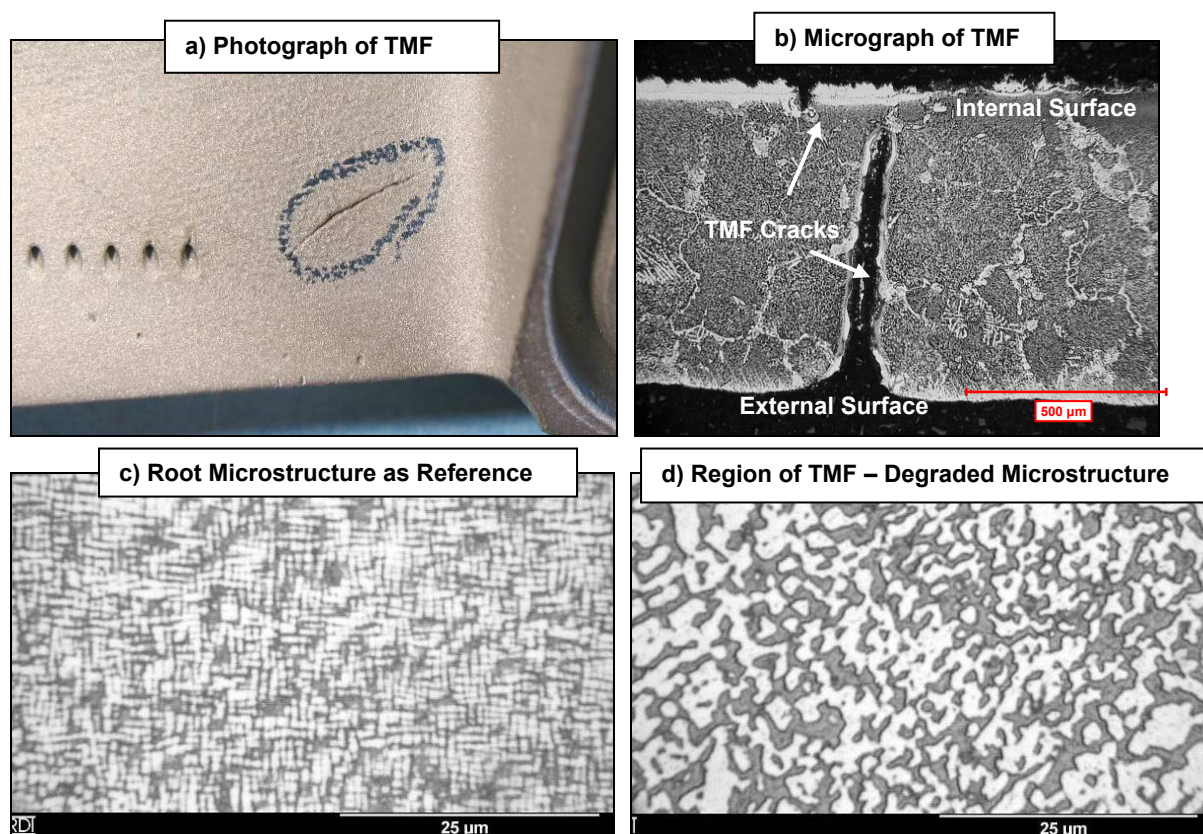 a) Photograph of TMF
b) Micrograph of TMF
Internal Surface
TMF Cracks
External Surface
500 µm
c) Root Microstructure as Reference
d) Region of TMF – Degraded Microstructure
25 µm
25 µm